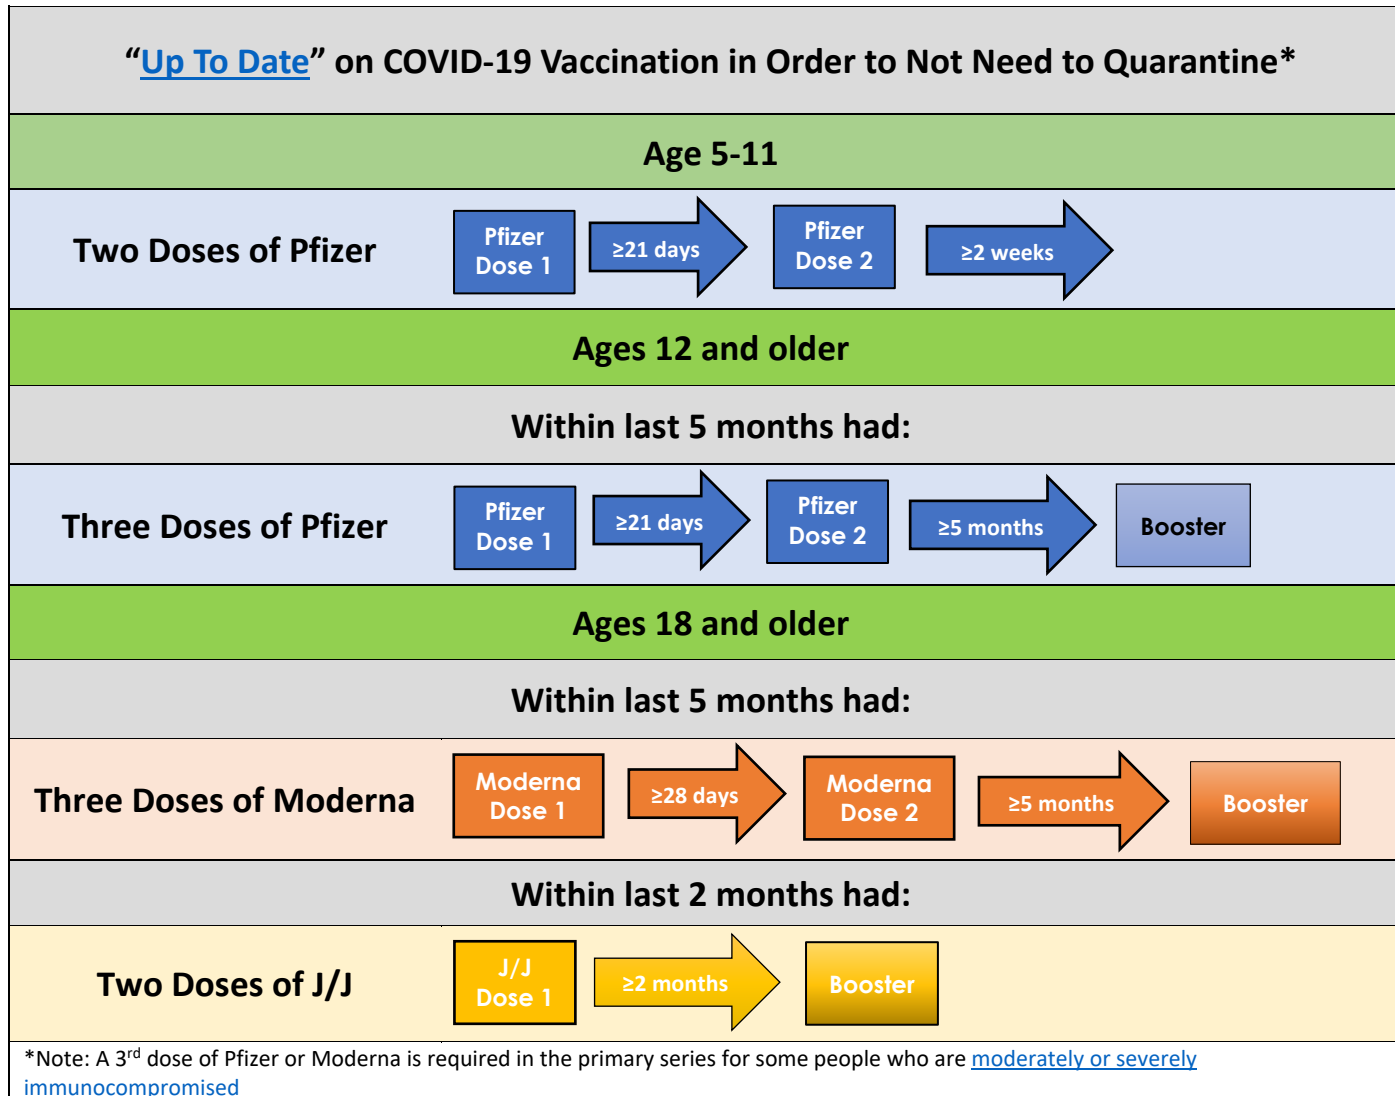 “Up To Date” on COVID-19 Vaccination in Order to Not Need to Quarantine*
Age 5-11
Two Doses of Pfizer
Pfizer
Dose 1
≥21 days
Pfizer
Dose 2
≥2 weeks
Ages 12 and older
Within last 5 months had:
Three Doses of Pfizer
Pfizer
Dose 1
≥21 days
Pfizer
Dose 2
≥5 months
Booster
Ages 18 and older
Within last 5 months had:
Three Doses of Moderna
Moderna
Dose 1
≥28 days
Moderna
Dose 2
≥5 months
Booster
Within last 2 months had:
Two Doses of J/J
J/J
Dose 1
≥2 months
Booster
*Note: A 3rd dose of Pfizer or Moderna is required in the primary series for some people who are moderately or severely
immunocompromised